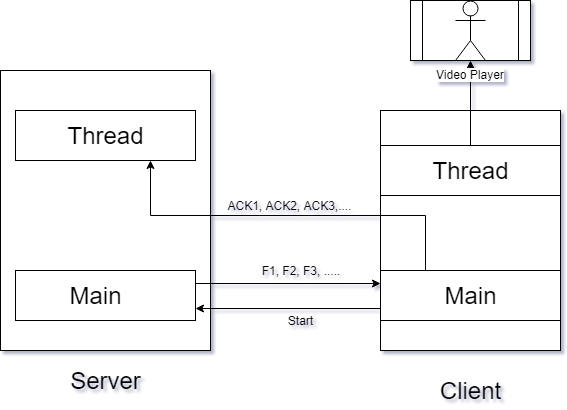 Video Player
Thread
Thread
ACK1, ACK2, ACK3,....
F1, F2, F3, .....
Main
Main
Start
Server
Client